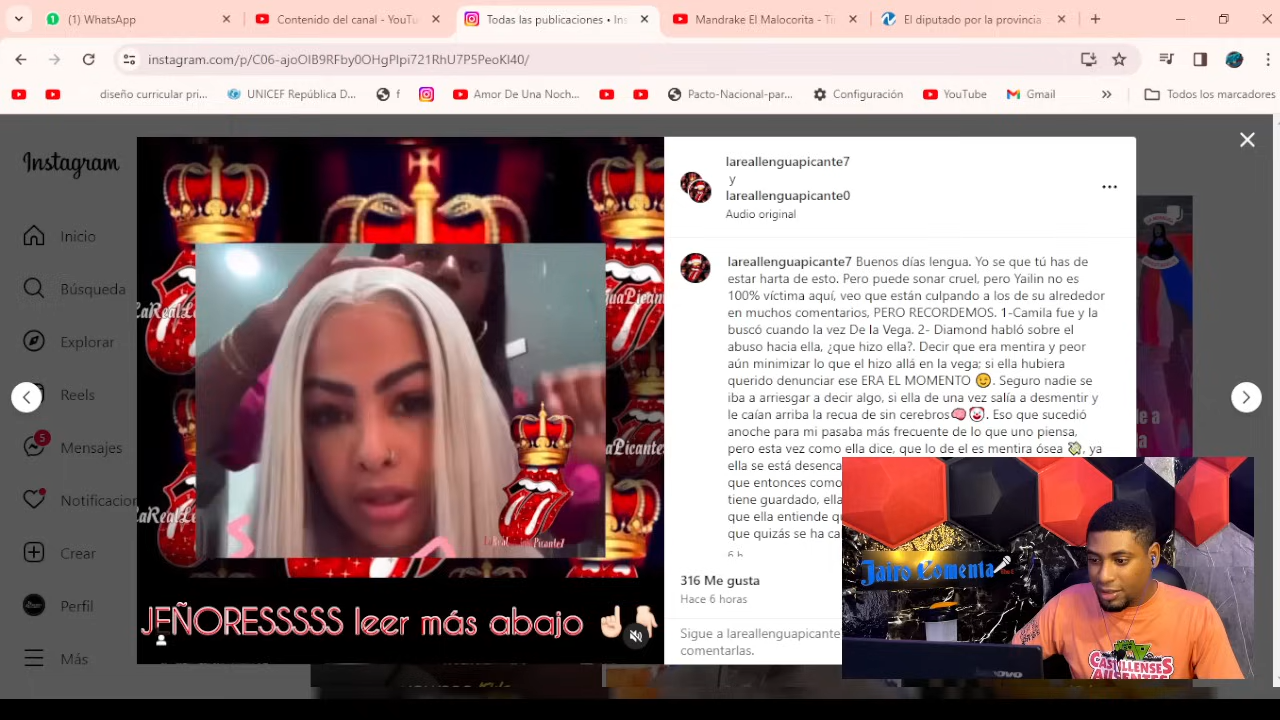 (1) WhatsApp
Contenido del canal - YouTu
Todas las publicaciones • Ins
Mandrake El Malocorita - Ti
El diputado por la provincia
instagram.com/p/C06-ajoOIB9RFby0OHgPIpi721RhU7P5PeoKl40/
diseño curricular pri...
UNICEF República D...
f
Amor De Una Noch...
Pacto-Nacional-par...
Configuración
YouTube
Gmail
»
Todos los marcadores
Instagram
Inicio
Búsqueda
Explorar
Reels
5
Mensajes
Notificacion
Crear
Perfil
Más
LaRealLenguaPicante7
JEÑORESSSSS leer más abajo
lareallenguapicante7
y
lareallenguapicante0
Audio original
lareallenguapicante7 Buenos días lengua. Yo se que tú has de
estar harta de esto. Pero puede sonar cruel, pero Yailin no es
100% víctima aquí, veo que están culpando a los de su alrededor
en muchos comentarios, PERO RECORDEMOS. 1-Camila fue y la
buscó cuando la vez De la Vega. 2- Diamond habló sobre el
abuso hacia ella, ¿que hizo ella?. Decir que era mentira y peor
aún minimizar lo que el hizo allá en la vega; si ella hubiera
querido denunciar ese ERA EL MOMENTO 😉. Seguro nadie se
iba a arriesgar a decir algo, si ella de una vez salía a desmentir y
le caían arriba la recua de sin cerebros🧠🤡. Eso que sucedió
anoche para mi pasaba más frecuente de lo que uno piensa,
pero esta vez como ella dice, que lo de el es mentira ósea 💸, ya
ella se está desenca
que entonces como
tiene guardado, ella
que ella entiende qu
que quizás se ha ca
6 h
316 Me gusta
Hace 6 horas
Sigue a lareallenguapicante
comentarlas.
Jairo Comenta
CASTILLENSES
AUSENTES